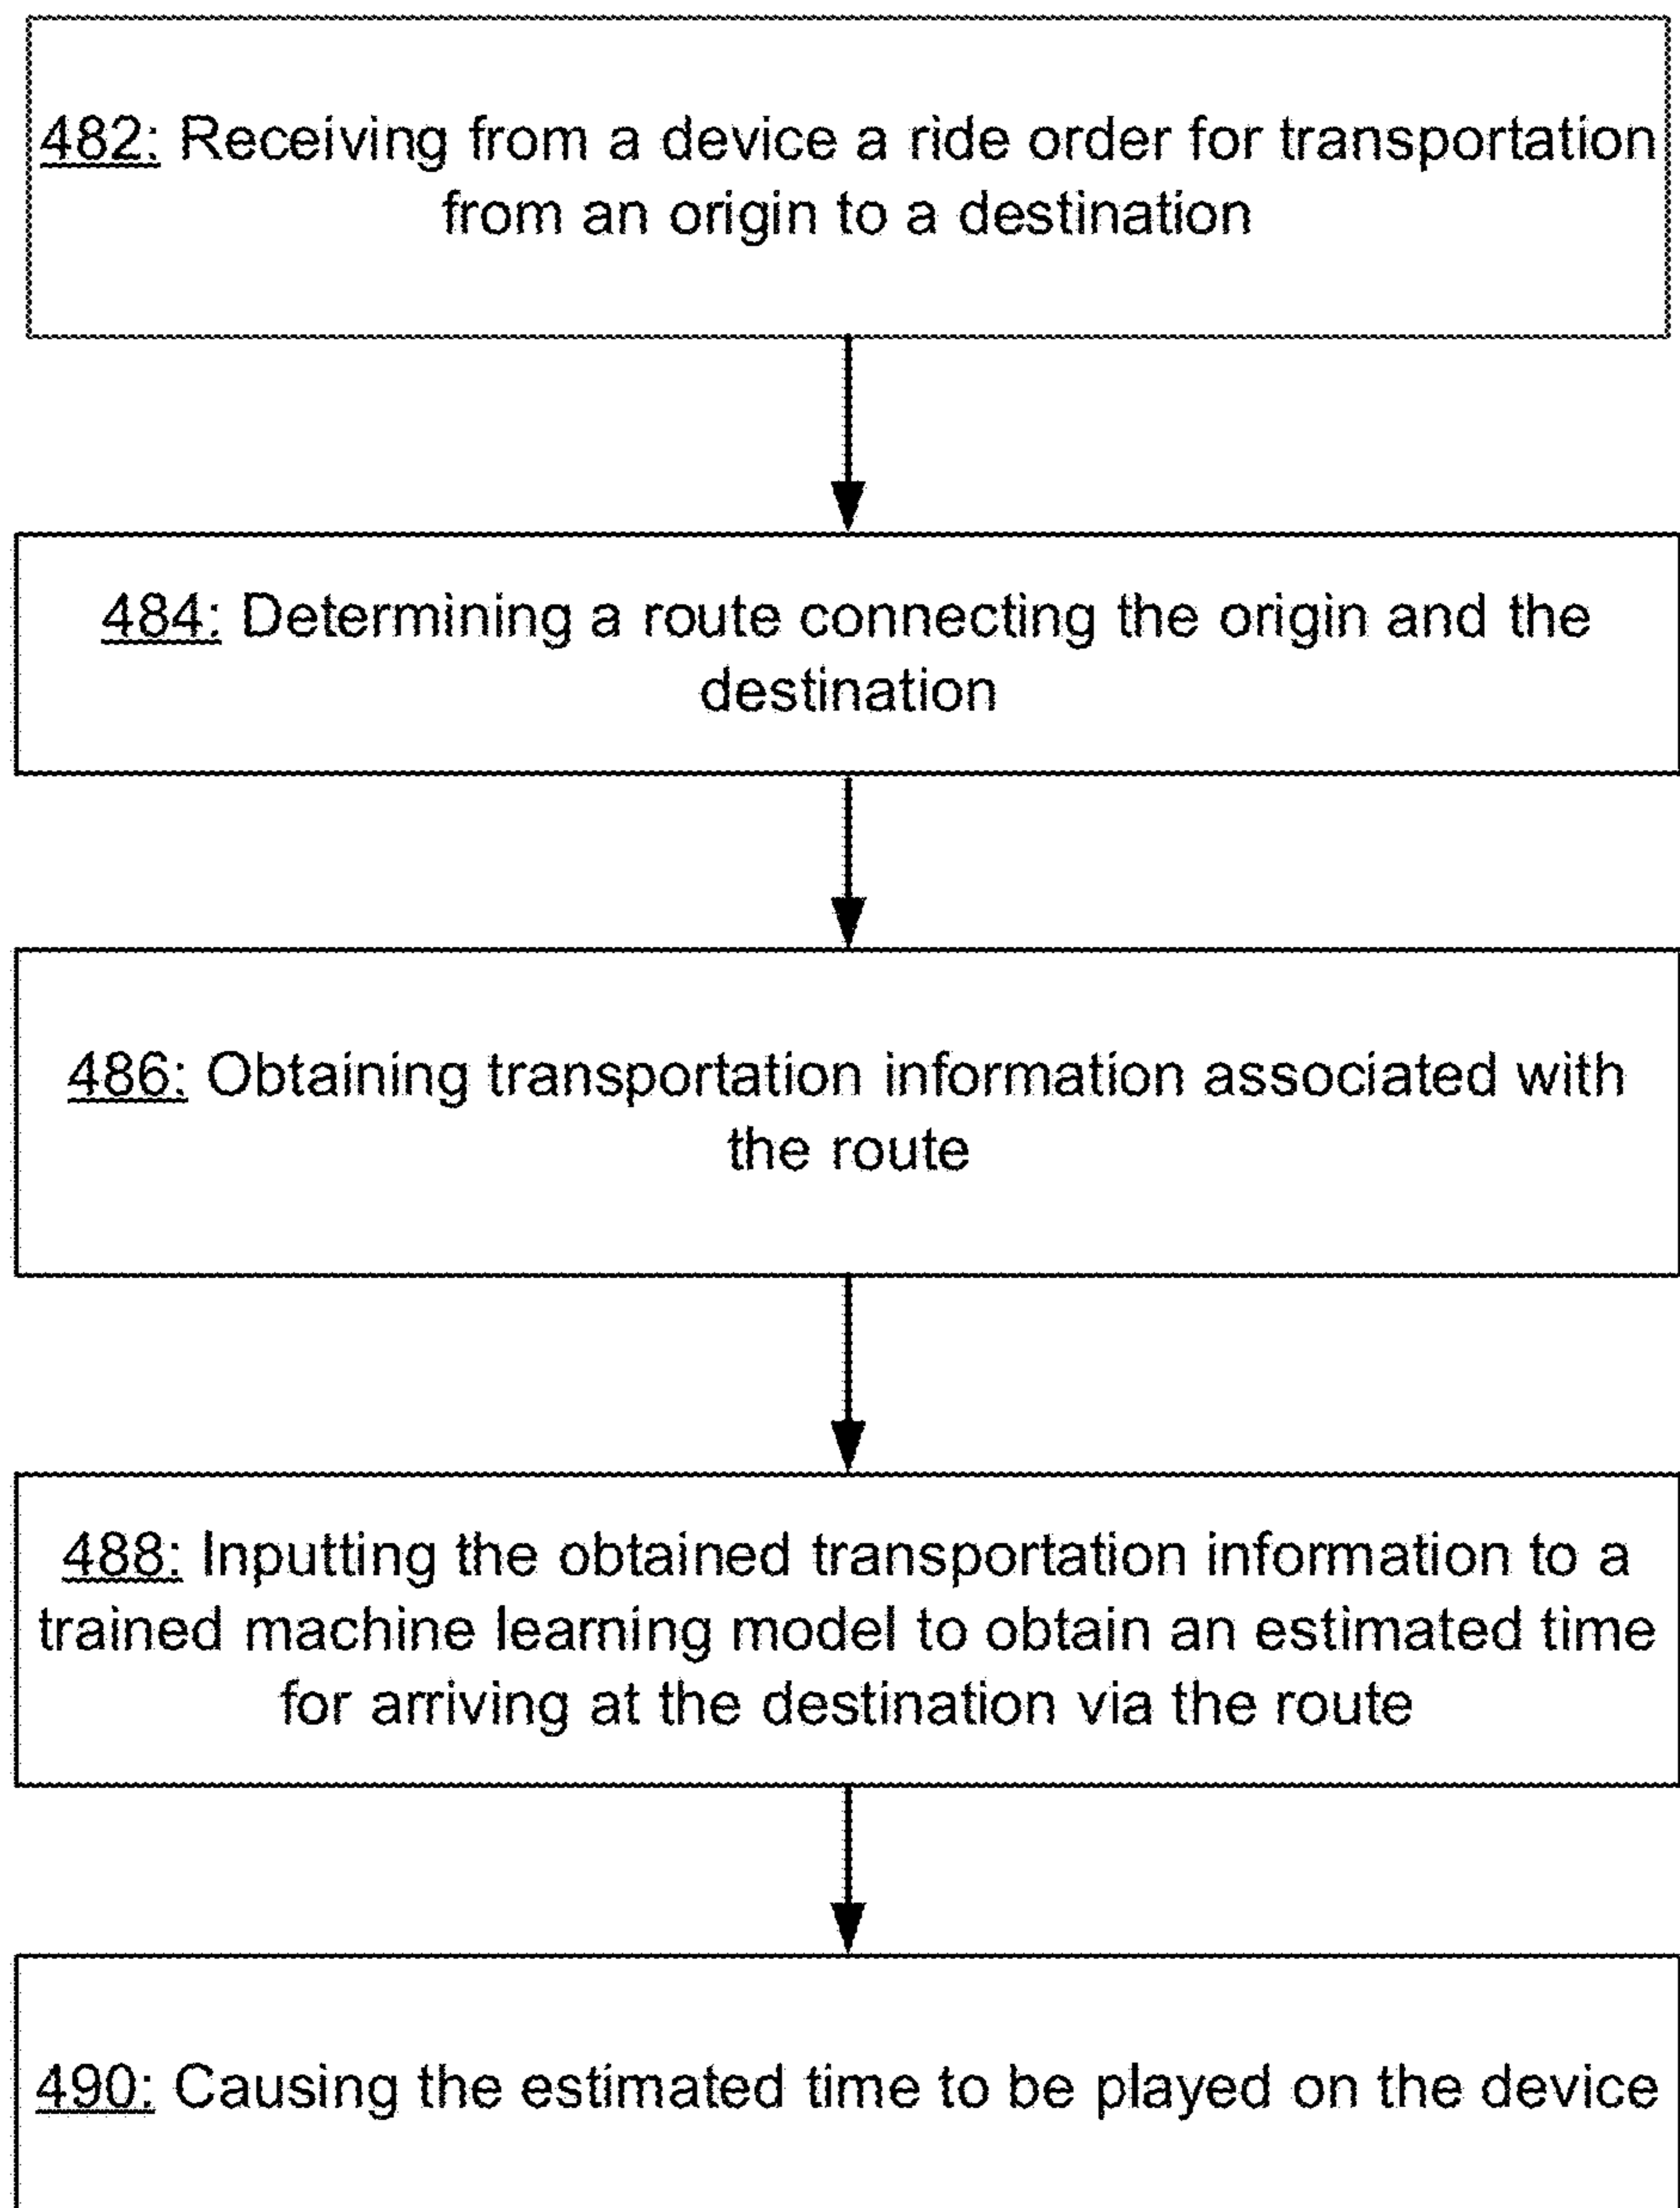 482: Receiving from a device a ride order for transportation
from an origin to a destination
484: Determining a route connecting the origin and the
destination
486: Obtaining transportation information associated with
the route
488: Inputting the obtained transportation information to a
trained machine learning model to obtain an estimated time
for arriving at the destination via the route
490: Causing the estimated time to be played on the device